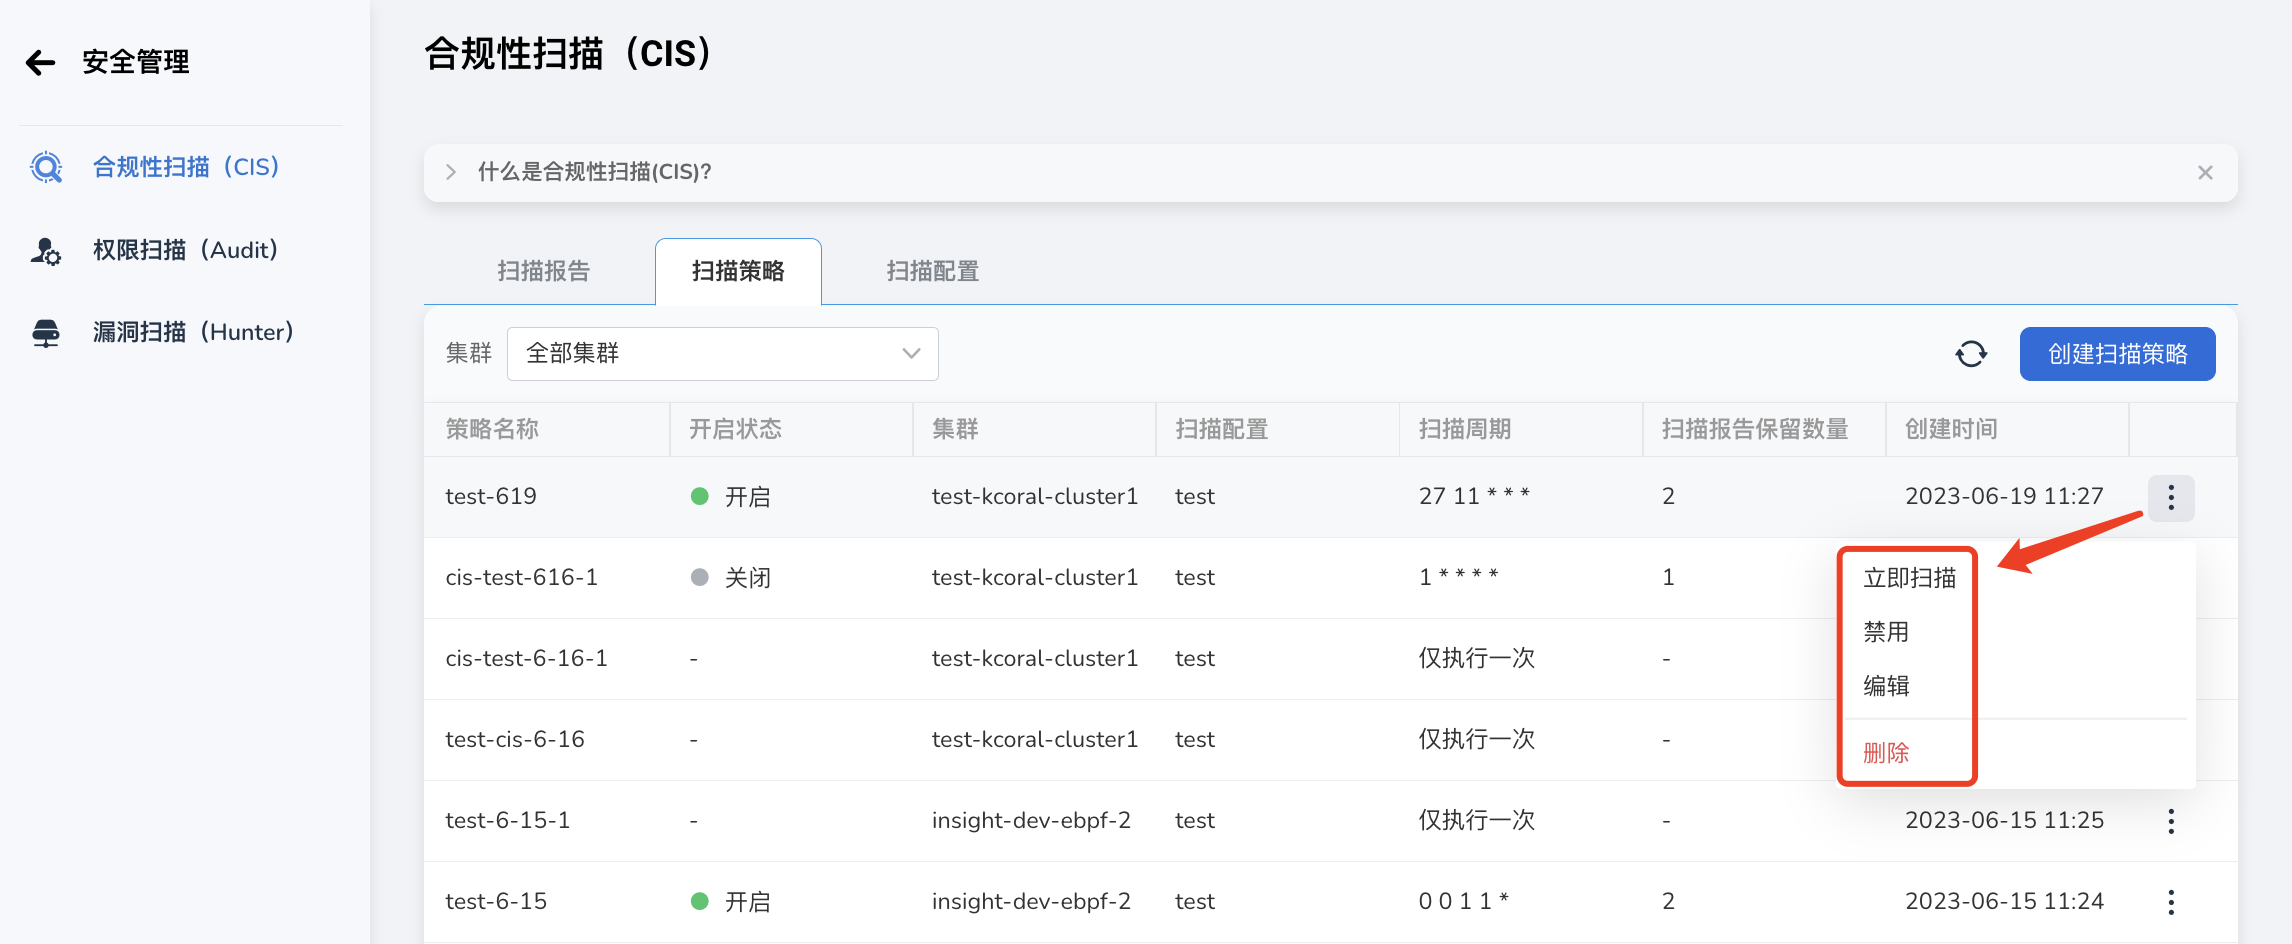 安全管理
合规性扫描（CIS）
权限扫描（Audit）
漏洞扫描（Hunter）
合规性扫描（CIS）
什么是合规性扫描(CIS)?
扫描报告 扫描策略 扫描配置
集群 全部集群 创建扫描策略
策略名称 开启状态 集群 扫描配置 扫描周期 扫描报告保留数量 创建时间
test-619 开启 test-kcoral-cluster1 test 27 11 * * * 2 2023-06-19 11:27
cis-test-616-1 关闭 test-kcoral-cluster1 test 1 * * * * 1
cis-test-6-16-1 - test-kcoral-cluster1 test 仅执行一次 -
test-cis-6-16 - test-kcoral-cluster1 test 仅执行一次 -
test-6-15-1 - insight-dev-ebpf-2 test 仅执行一次 - 2023-06-15 11:25
test-6-15 开启 insight-dev-ebpf-2 test 0 0 1 1 * 2 2023-06-15 11:24
立即扫描
禁用
编辑
删除